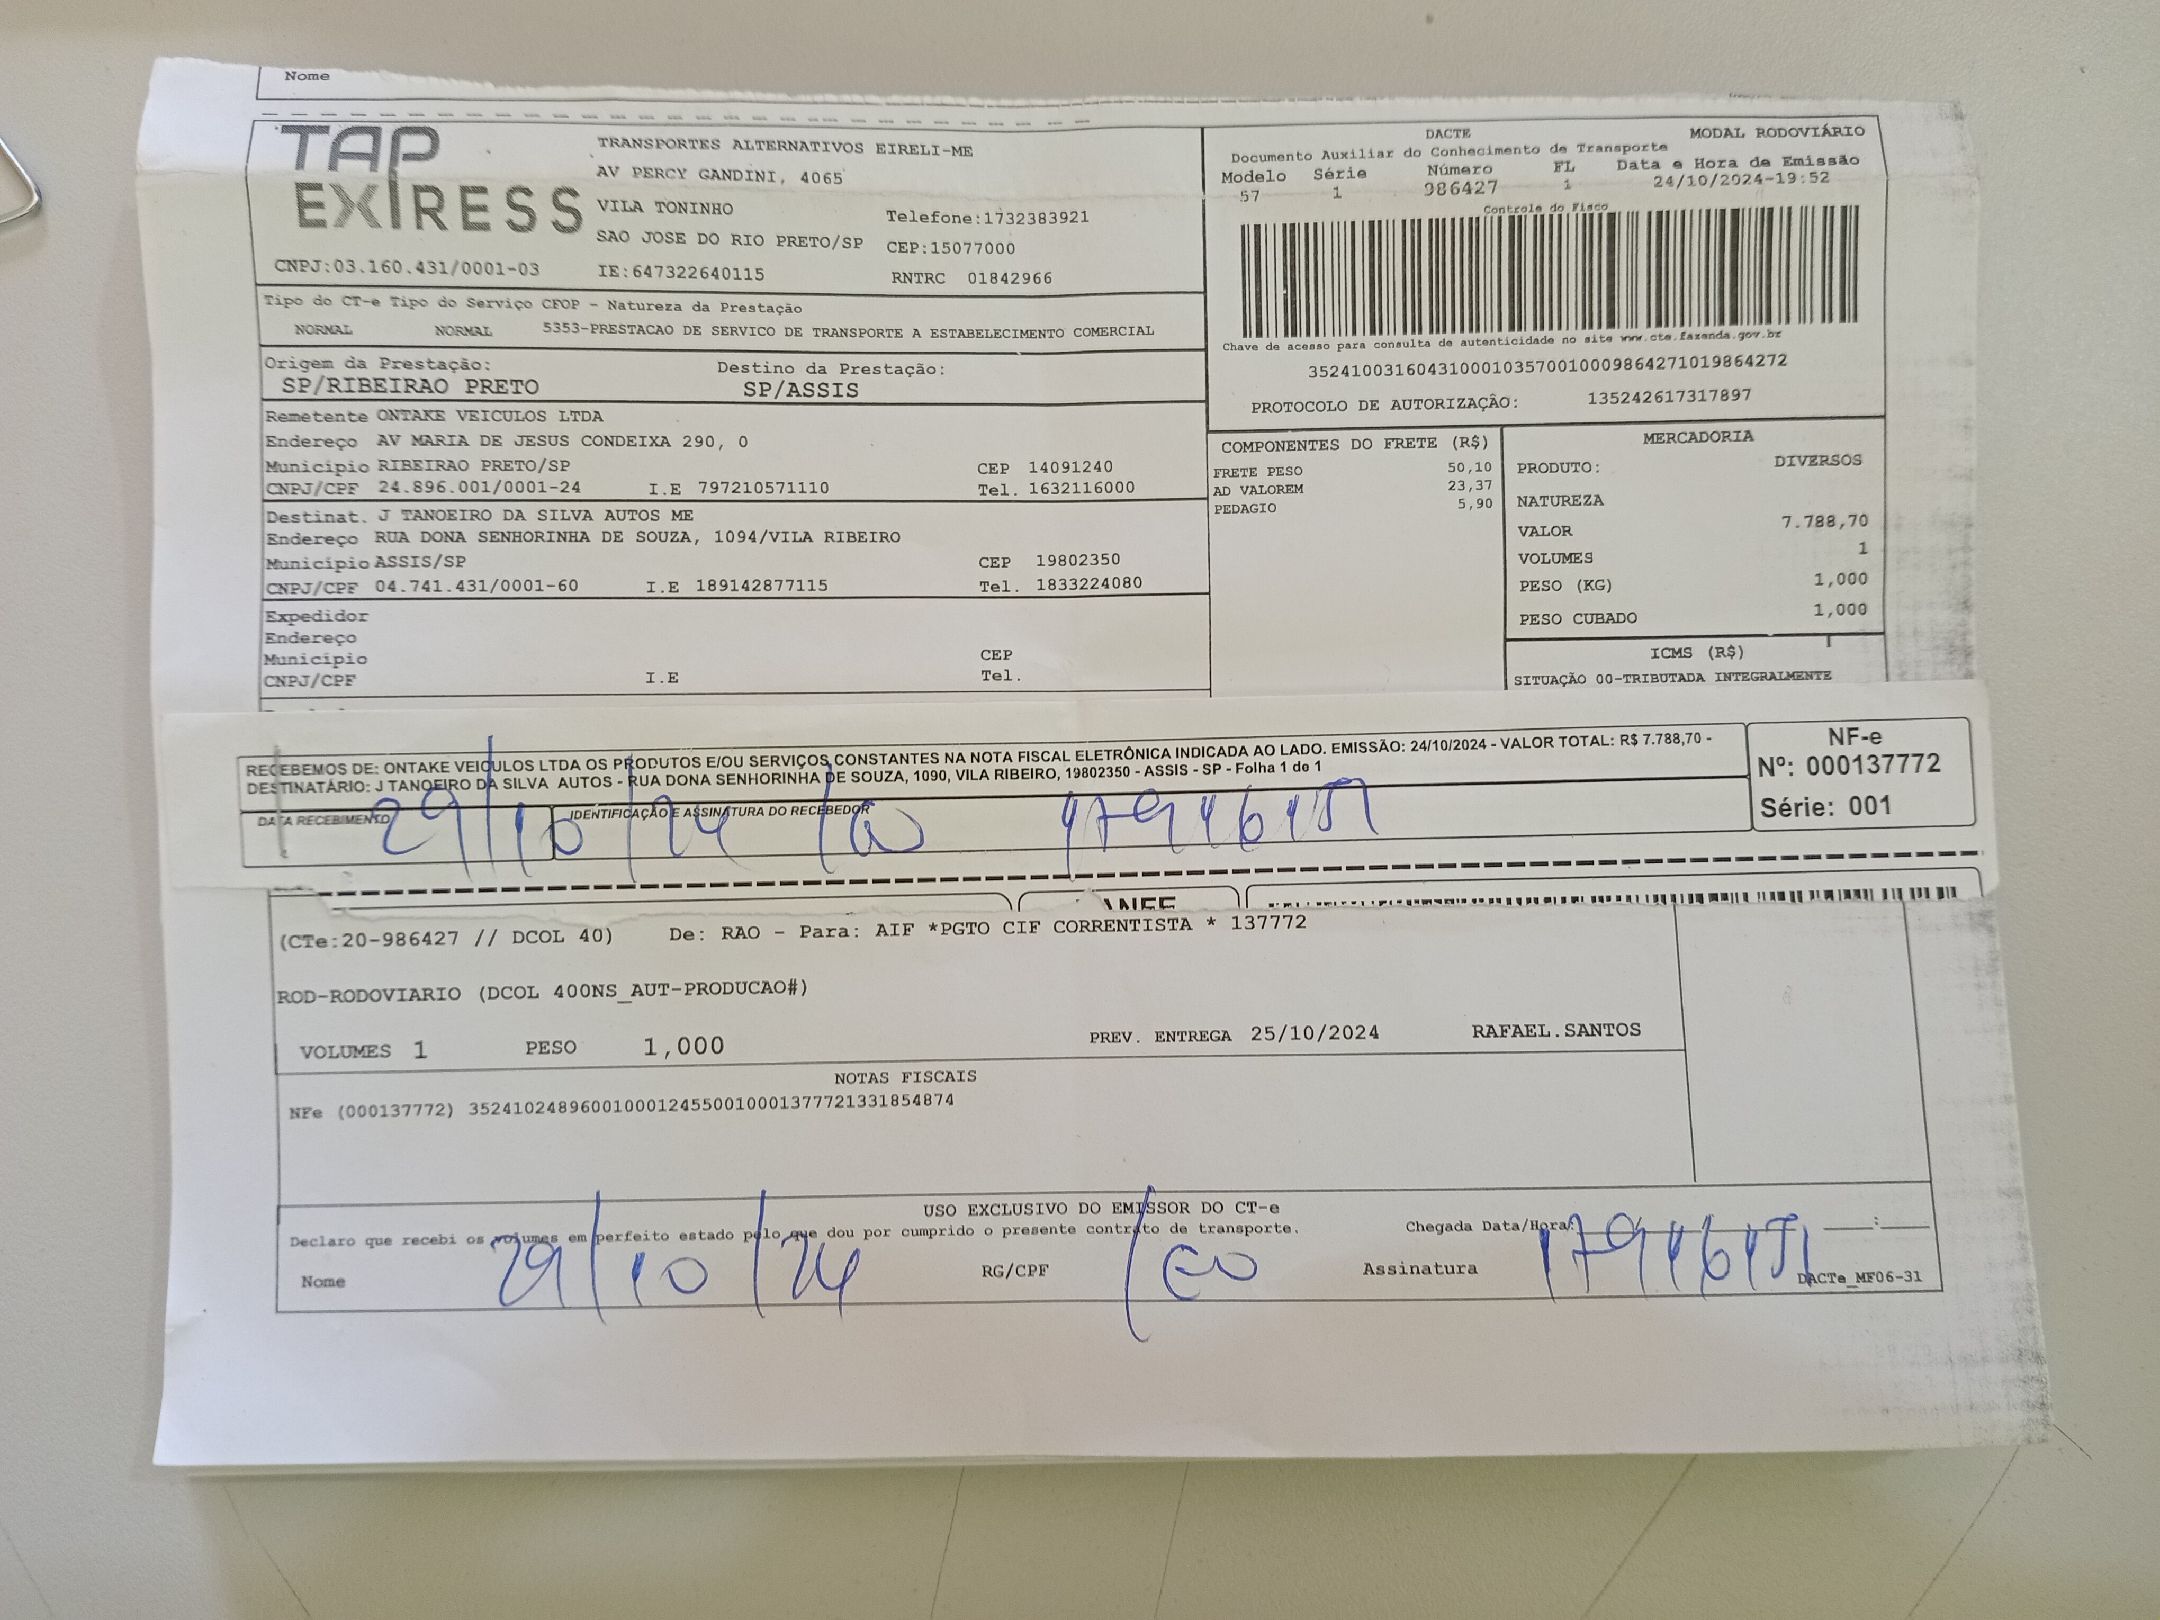 Nome
TAP
EXPRESS
TRANSPORTES ALTERNATIVOS EIRELI-ME
AV PERCY GANDINI, 4065
VILA TONINHO Telefone:1732383921
SAO JOSE DO RIO PRETO/SP CEP:15077000
CNPJ:03.160.431/0001-03 IE:647322640115 RNTRC 01842966
DACTE MODAL RODOVIÁRIO
Documento Auxiliar do Conhecimento de Transporte
Modelo Série Número FL Data e Hora de Emissão
57 1 986427 1 24/10/2024-19:52
Controle do Fisco
Chave de acesso para consulta de autenticidade no site www.cte.fazenda.gov.br
35241003160431000103570010009864271019864272
PROTOCOLO DE AUTORIZAÇÃO: 135242617317897
Tipo do CT-e Tipo do Serviço CFOP - Natureza da Prestação
NORMAL NORMAL 5353-PRESTACAO DE SERVICO DE TRANSPORTE A ESTABELECIMENTO COMERCIAL
Origem da Prestação: Destino da Prestação:
SP/RIBEIRAO PRETO SP/ASSIS
Remetente ONTAKE VEICULOS LTDA
Endereço AV MARIA DE JESUS CONDEIXA 290, 0
Município RIBEIRAO PRETO/SP CEP 14091240
CNPJ/CPF 24.896.001/0001-24 I.E 797210571110 Tel. 1632116000
Destinat. J TANOEIRO DA SILVA AUTOS ME
Endereço RUA DONA SENHORINHA DE SOUZA, 1094/VILA RIBEIRO
Município ASSIS/SP CEP 19802350
CNPJ/CPF 04.741.431/0001-60 I.E 189142877115 Tel. 1833224080
Expedidor
Endereço
Município CEP
CNPJ/CPF I.E Tel.
COMPONENTES DO FRETE (R$)
FRETE PESO 50,10
AD VALOREM 23,37
PEDAGIO 5,90
MERCADORIA
PRODUTO: DIVERSOS
NATUREZA
VALOR 7.788,70
VOLUMES 1
PESO (KG) 1,000
PESO CUBADO 1,000
ICMS (R$)
SITUAÇÃO 00-TRIBUTADA INTEGRALMENTE
RECEBEMOS DE: ONTAKE VEICULOS LTDA OS PRODUTOS E/OU SERVIÇOS CONSTANTES NA NOTA FISCAL ELETRÔNICA INDICADA AO LADO. EMISSÃO: 24/10/2024 - VALOR TOTAL: R$ 7.788,70 -
DESTINATÁRIO: J TANOEIRO DA SILVA AUTOS - RUA DONA SENHORINHA DE SOUZA, 1090, VILA RIBEIRO, 19802350 - ASSIS - SP - Folha 1 de 1
DATA RECEBIMENTO IDENTIFICAÇÃO E ASSINATURA DO RECEBEDOR
29/10/24
NF-e
Nº: 000137772
Série: 001
(CTe:20-986427 // DCOL 40) De: RAO - Para: AIF *PGTO CIF CORRENTISTA * 137772
ROD-RODOVIARIO (DCOL 400NS_AUT-PRODUCAO#)
VOLUMES 1 PESO 1,000 PREV. ENTREGA 25/10/2024 RAFAEL.SANTOS
NOTAS FISCAIS
NFe (000137772) 35241024896001000124550010001377721331854874
USO EXCLUSIVO DO EMISSOR DO CT-e
Declaro que recebi os volumes em perfeito estado pelo que dou por cumprido o presente contrato de transporte. Chegada Data/Hora:
Nome 29/10/24 RG/CPF Assinatura
DACTe_MF06-31